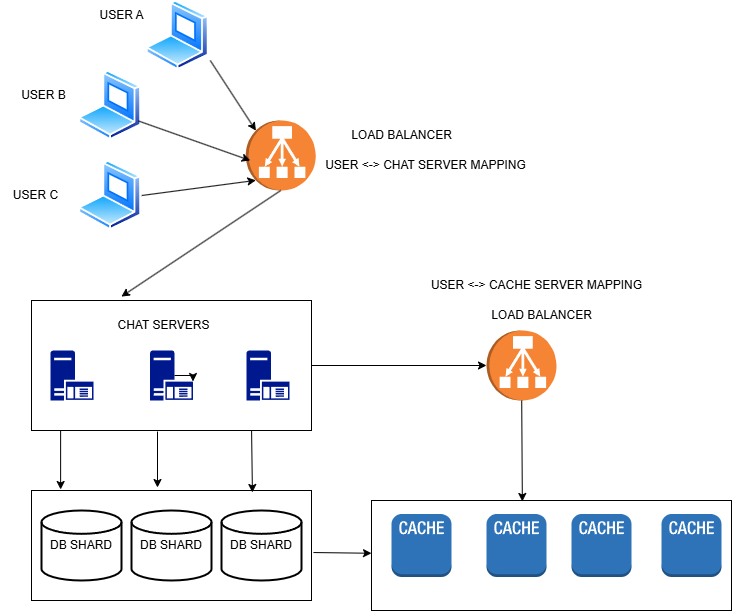 USER A
USER B
USER C
LOAD BALANCER
USER <-> CHAT SERVER MAPPING
USER <-> CACHE SERVER MAPPING
LOAD BALANCER
CHAT SERVERS
DB SHARD
DB SHARD
DB SHARD
CACHE
CACHE
CACHE
CACHE